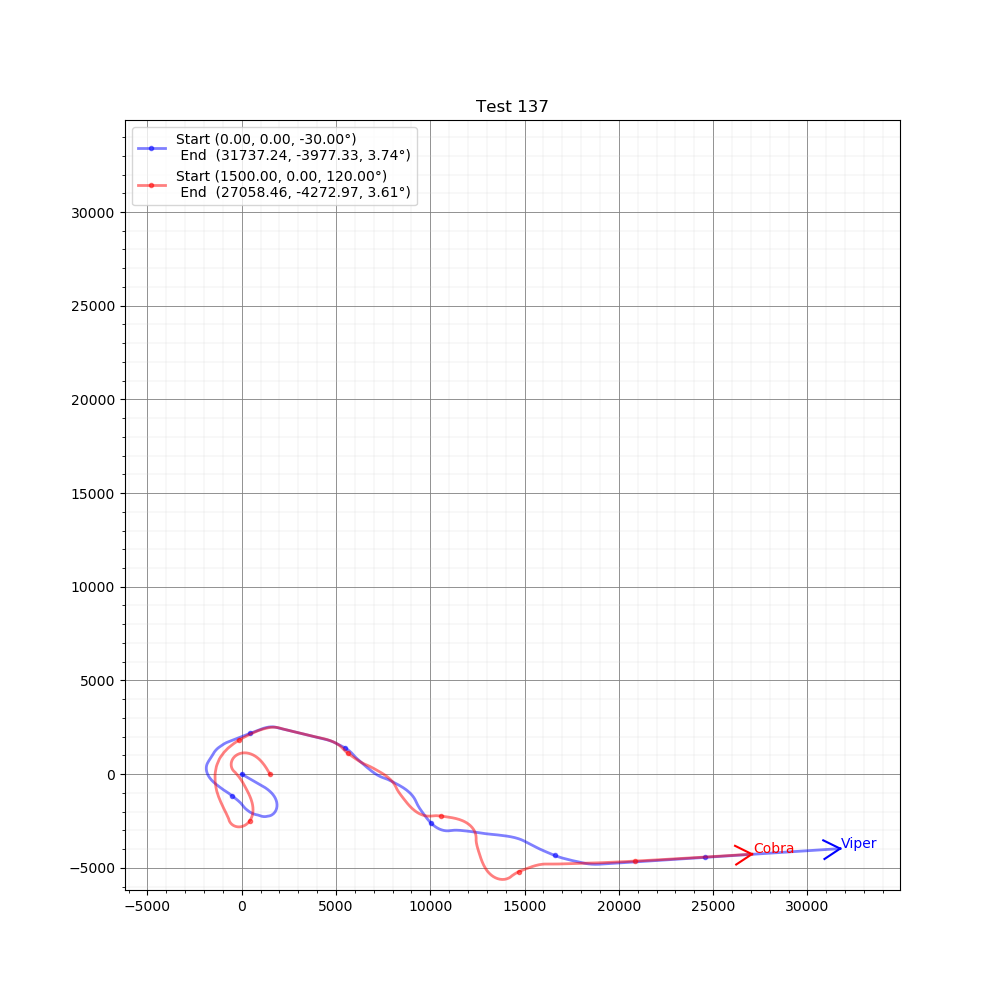 Test 137
Start (0.00, 0.00, -30.00°)
End (31737.24, -3977.33, 3.74°)
Start (1500.00, 0.00, 120.00°)
End (27058.46, -4272.97, 3.61°)
30000
25000
20000
15000
10000
5000
0
−5000
Cobra
Viper
−5000 0 5000 10000 15000 20000 25000 30000